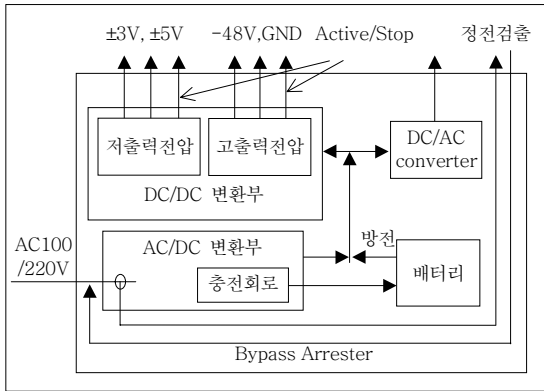 ±3V, ±5V
-48V,GND
Active/Stop
정전검출
저출력전압
고출력전압
DC/AC
converter
DC/DC 변환부
AC100
/220V
AC/DC 변환부
방전
충전회로
배터리
Bypass Arrester